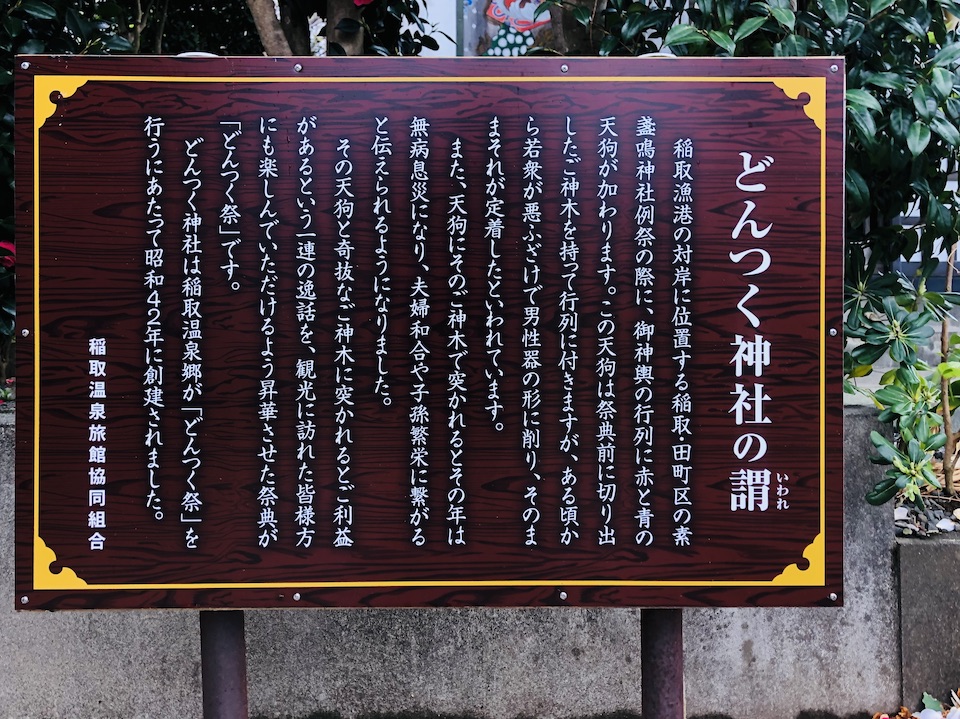 どんつく神社の謂
いわれ
稲取漁港の対岸に位置する稲取・田町区の素
盞鳴神社例祭の際に、御神輿の行列に赤と青の
天狗が加わります。この天狗は祭典前に切り出
したご神木を持って行列に付きますが、ある頃か
ら若衆が悪ふざけで男性器の形に削り、そのま
まそれが定着したといわれています。
また、天狗にそのご神木で突かれるとその年は
無病息災になり、夫婦和合や子孫繁栄に繋がる
と伝えられるようになりました。
その天狗と奇抜なご神木に突かれるとご利益
があるという一連の逸話を、観光に訪れた皆様方
にも楽しんでいただけるよう昇華させた祭典が
「どんつく祭」です。
どんつく神社は稲取温泉郷が「どんつく祭」を
行うにあたって昭和42年に創建されました。
稲取温泉旅館協同組合